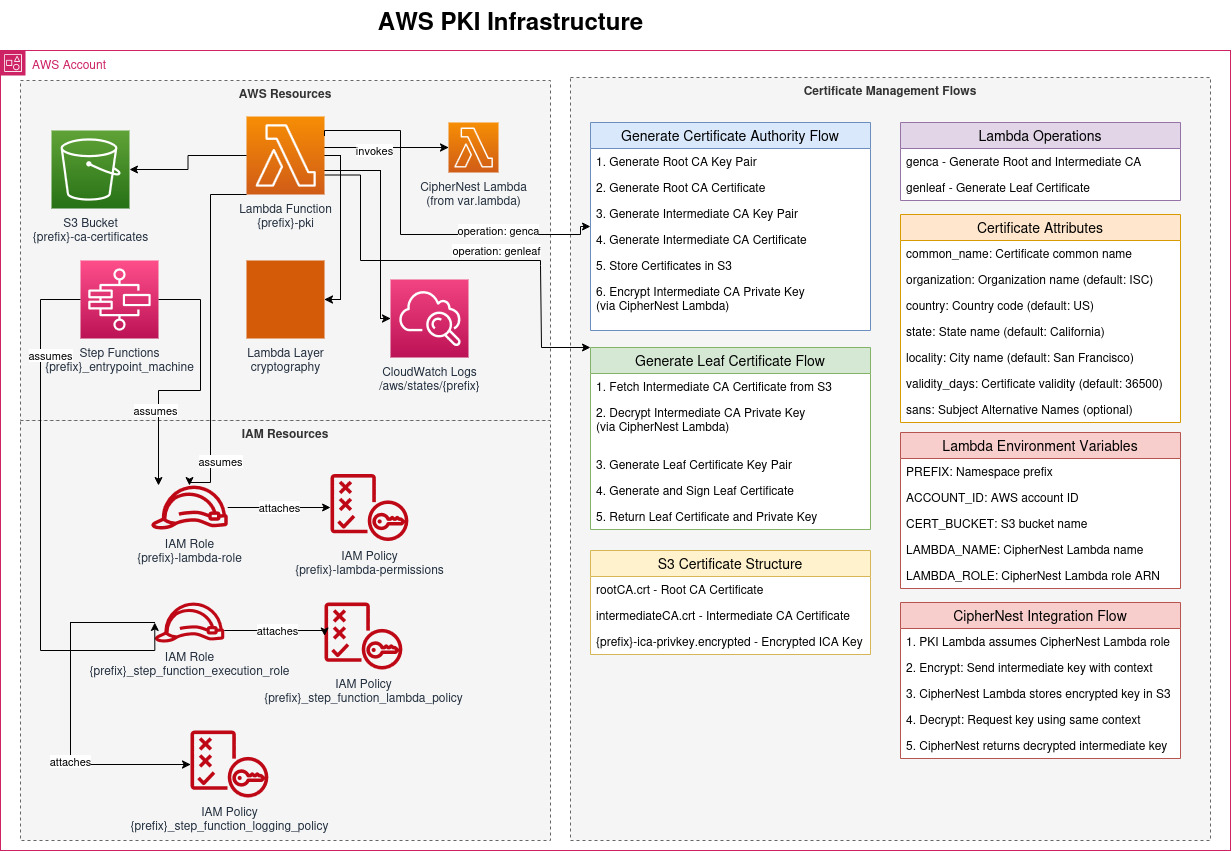 AWS PKI Infrastructure
AWS Account
AWS Resources
S3 Bucket
{prefix}-ca-certificates
Lambda Function
{prefix}-pki
invokes
CipherNest Lambda
(from var.lambda)
operation: genca
operation: genleaf
Step Functions
{prefix}_entrypoint_machine
assumes
Lambda Layer
cryptography
CloudWatch Logs
/aws/states/{prefix}
assumes
IAM Resources
assumes
IAM Role
{prefix}-lambda-role
attaches
IAM Policy
{prefix}-lambda-permissions
IAM Role
{prefix}_step_function_execution_role
attaches
IAM Policy
{prefix}_step_function_lambda_policy
attaches
IAM Policy
{prefix}_step_function_logging_policy
Certificate Management Flows
Generate Certificate Authority Flow
1. Generate Root CA Key Pair
2. Generate Root CA Certificate
3. Generate Intermediate CA Key Pair
4. Generate Intermediate CA Certificate
5. Store Certificates in S3
6. Encrypt Intermediate CA Private Key
(via CipherNest Lambda)
Generate Leaf Certificate Flow
1. Fetch Intermediate CA Certificate from S3
2. Decrypt Intermediate CA Private Key
(via CipherNest Lambda)
3. Generate Leaf Certificate Key Pair
4. Generate and Sign Leaf Certificate
5. Return Leaf Certificate and Private Key
S3 Certificate Structure
rootCA.crt - Root CA Certificate
intermediateCA.crt - Intermediate CA Certificate
{prefix}-ica-privkey.encrypted - Encrypted ICA Key
Lambda Operations
genca - Generate Root and Intermediate CA
genleaf - Generate Leaf Certificate
Certificate Attributes
common_name: Certificate common name
organization: Organization name (default: ISC)
country: Country code (default: US)
state: State name (default: California)
locality: City name (default: San Francisco)
validity_days: Certificate validity (default: 36500)
sans: Subject Alternative Names (optional)
Lambda Environment Variables
PREFIX: Namespace prefix
ACCOUNT_ID: AWS account ID
CERT_BUCKET: S3 bucket name
LAMBDA_NAME: CipherNest Lambda name
LAMBDA_ROLE: CipherNest Lambda role ARN
CipherNest Integration Flow
1. PKI Lambda assumes CipherNest Lambda role
2. Encrypt: Send intermediate key with context
3. CipherNest Lambda stores encrypted key in S3
4. Decrypt: Request key using same context
5. CipherNest returns decrypted intermediate key